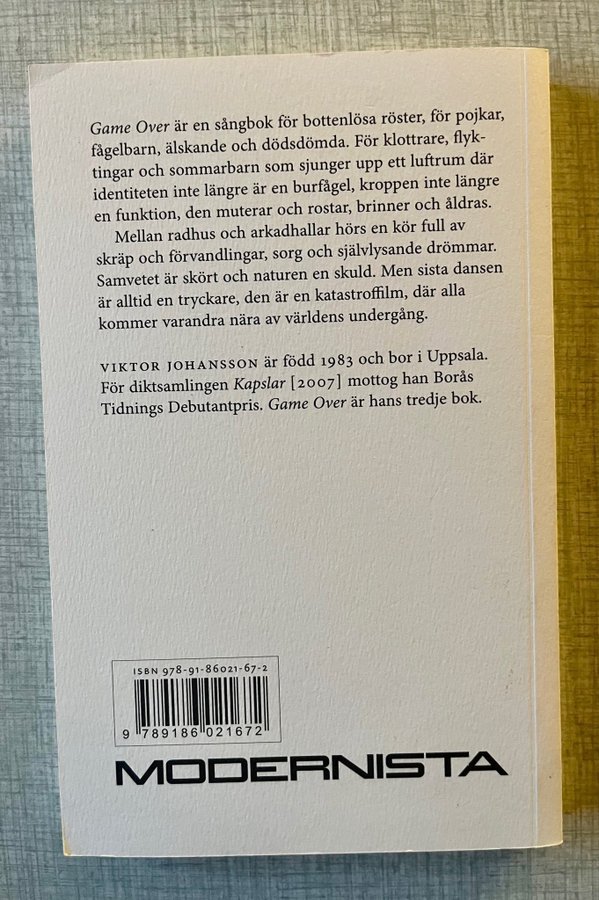 Game Over är en sångbok för bottenlösa röster, för pojkar,
fågelbarn, älskande och dödsdömda. För klottrare, flyk-
tingar och sommarbarn som sjunger upp ett luftrum där
identiteten inte längre är en burfågel, kroppen inte längre
en funktion, den muterar och rostar, brinner och åldras.
Mellan radhus och arkadhallar hörs en kör full av
skräp och förvandlingar, sorg och självlysande drömmar.
Samvetet är skört och naturen en skuld. Men sista dansen
är alltid en tryckare, den är en katastroffilm, där alla
kommer varandra nära av världens undergång.
VIKTOR JOHANSSON är född 1983 och bor i Uppsala.
För diktsamlingen Kapslar [2007] mottog han Borås
Tidnings Debutantpris. Game Over är hans tredje bok.
ISBN 978-91-86021-67-2
9 789186 021672
MODERNISTA